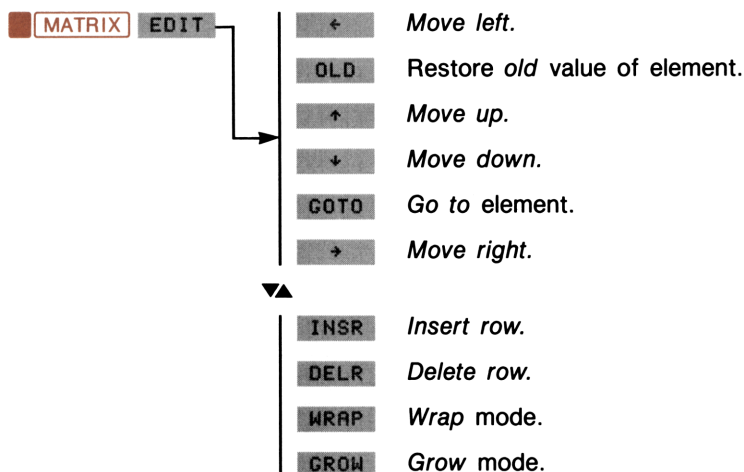 MATRIX EDIT ← Move left.
OLD Restore old value of element.
↑ Move up.
↓ Move down.
GOTO Go to element.
→ Move right.
▼▲
INSR Insert row.
DELR Delete row.
WRAP Wrap mode.
GROW Grow mode.